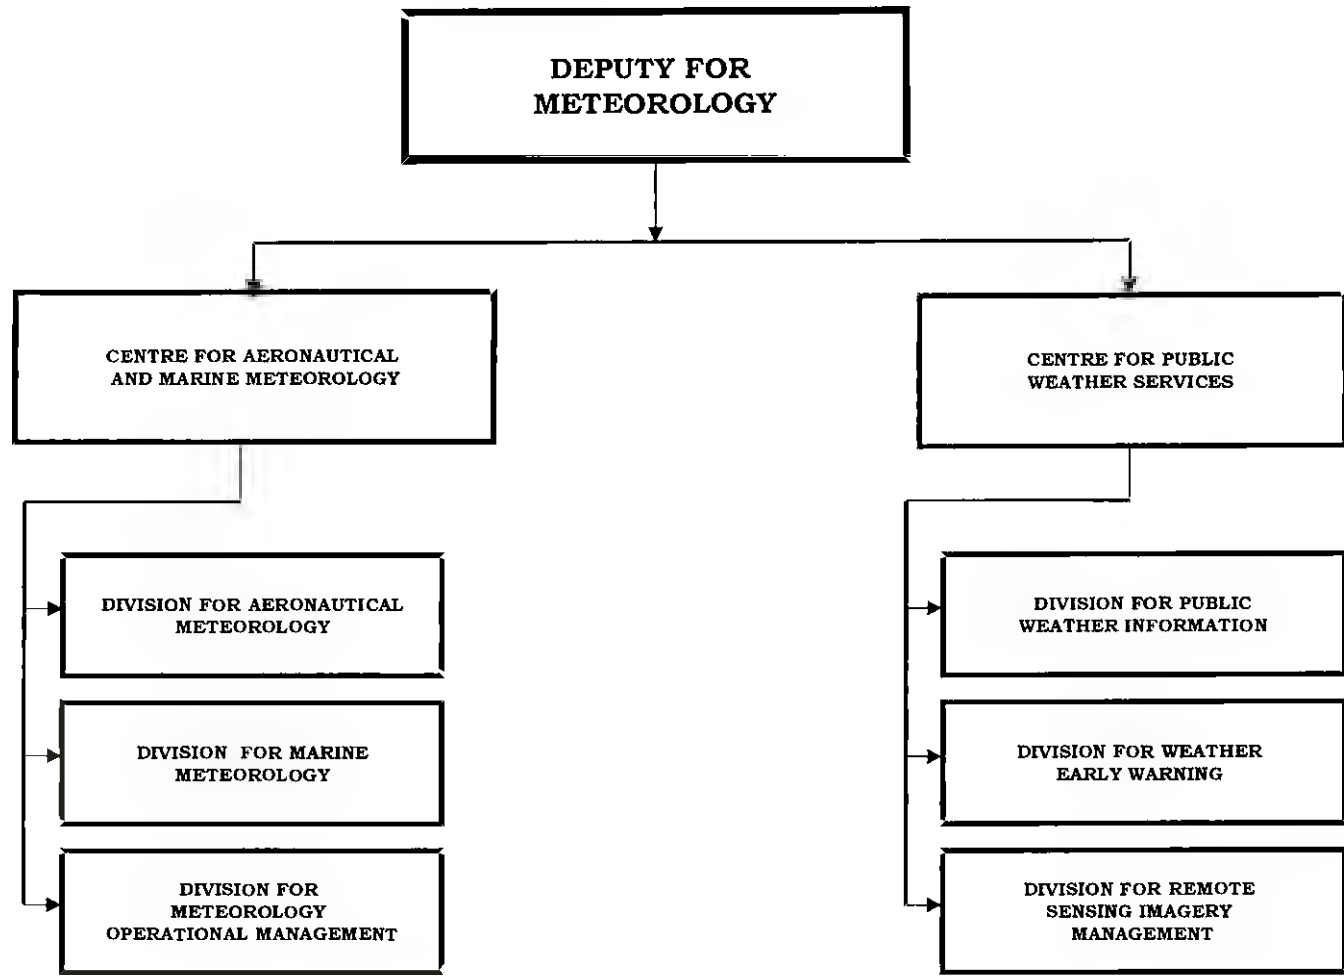 DEPUTY FOR
METEOROLOGY
CENTRE FOR AERONAUTICAL
AND MARINE METEOROLOGY
CENTRE FOR PUBLIC
WEATHER SERVICES
DIVISION FOR AERONAUTICAL
METEOROLOGY
DIVISION FOR MARINE
METEOROLOGY
DIVISION FOR
METEOROLOGY
OPERATIONAL MANAGEMENT
DIVISION FOR PUBLIC
WEATHER INFORMATION
DIVISION FOR WEATHER
EARLY WARNING
DIVISION FOR REMOTE
SENSING IMAGERY
MANAGEMENT